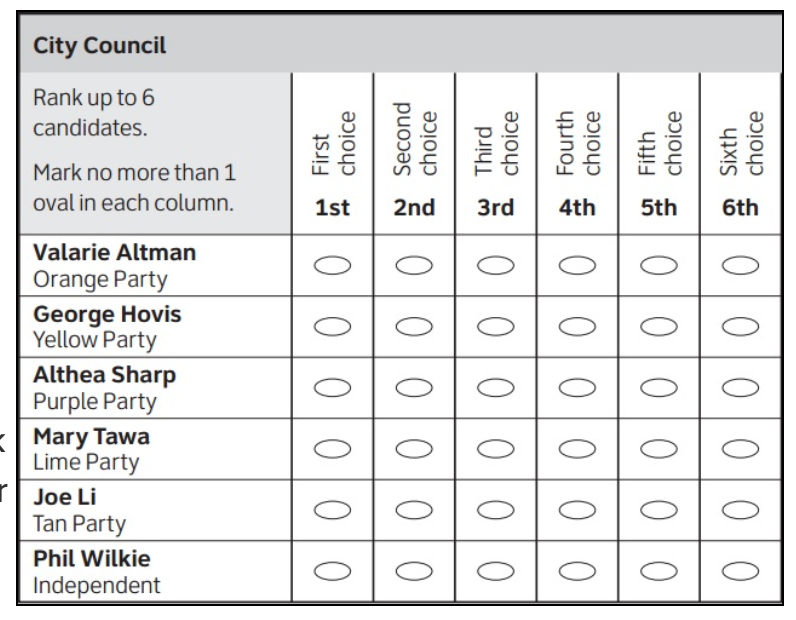 City Council
Rank up to 6
candidates.
Mark no more than 1
oval in each column.
First
choice
1st
Second
choice
2nd
Third
choice
3rd
Fourth
choice
4th
Fifth
choice
5th
Sixth
choice
6th
Valarie Altman
Orange Party
George Hovis
Yellow Party
Althea Sharp
Purple Party
Mary Tawa
Lime Party
Joe Li
Tan Party
Phil Wilkie
Independent